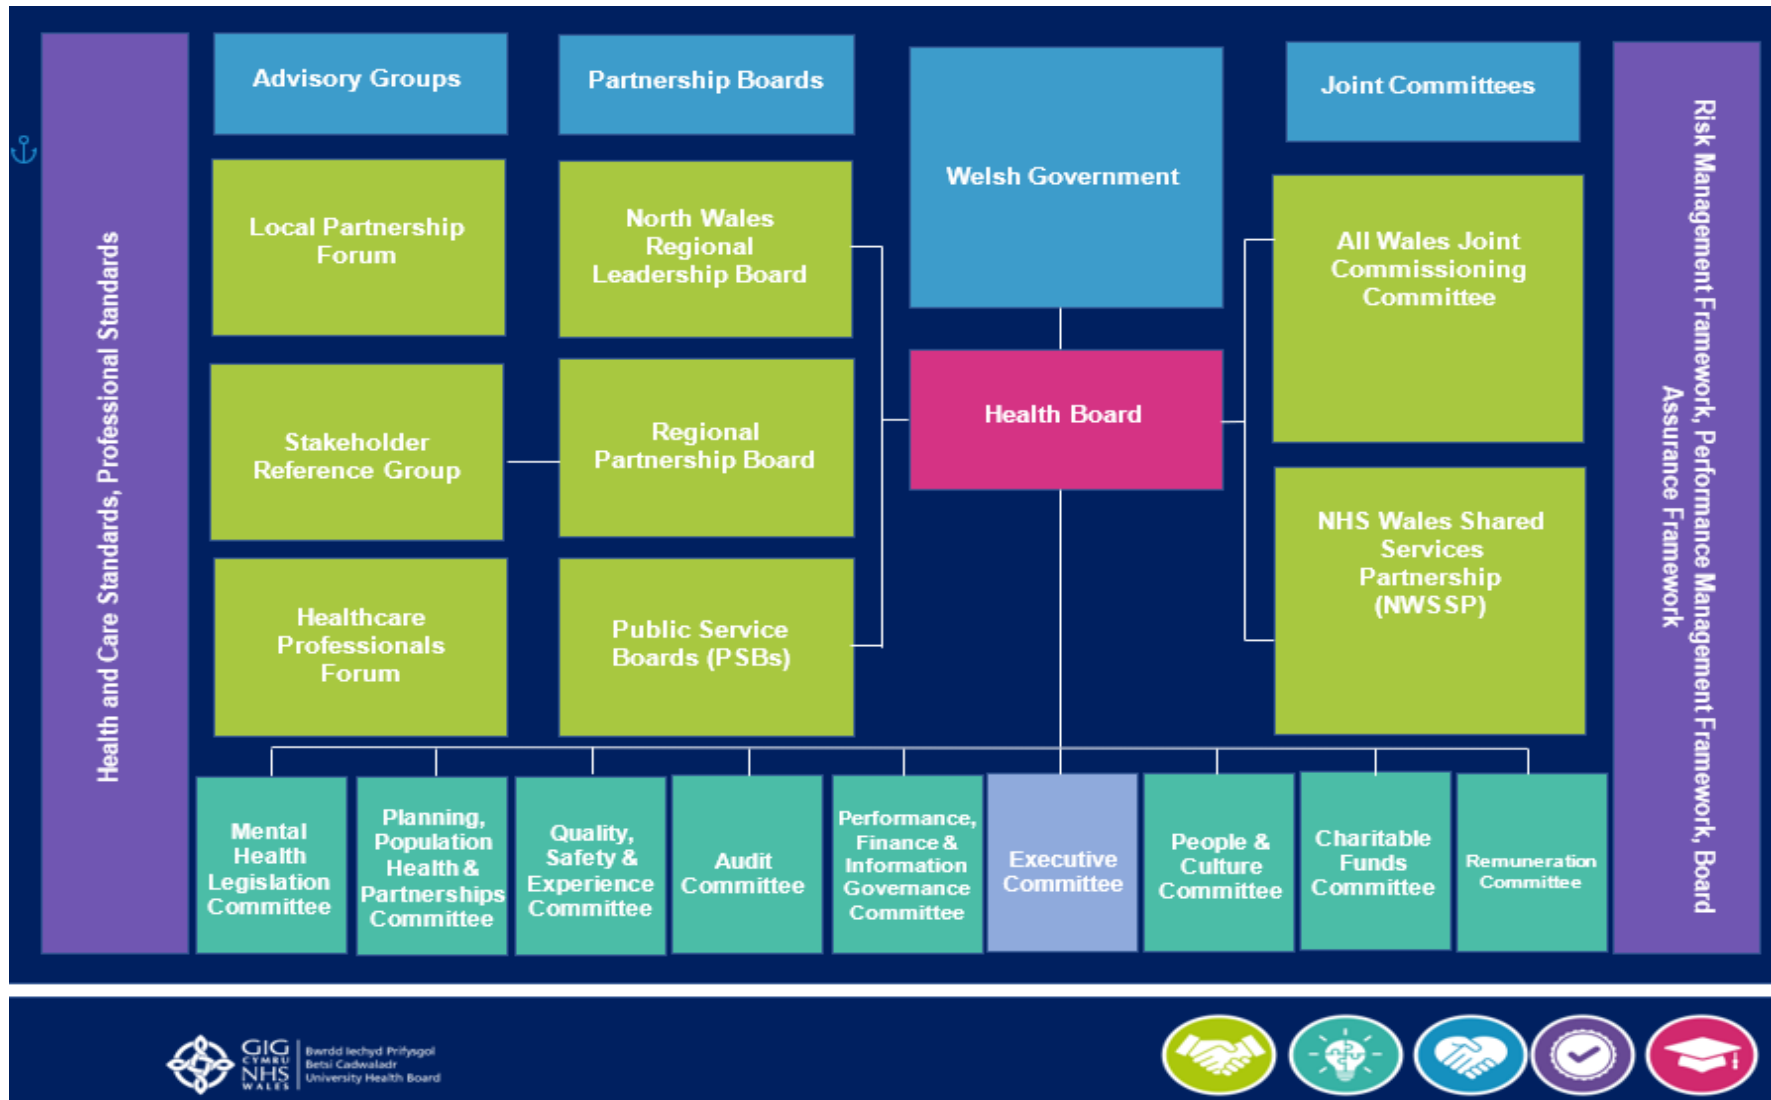 Health and Care Standards, Professional Standards
Advisory Groups
Local Partnership
Forum
Stakeholder
Reference Group
Healthcare
Professionals
Forum
Partnership Boards
North Wales
Regional
Leadership Board
Regional
Partnership Board
Public Service
Boards (PSBs)
Welsh Government
Health Board
Joint Committees
All Wales Joint
Commissioning
Committee
NHS Wales Shared
Services
Partnership
(NWSSP)
Risk Management Framework, Performance Management Framework, Board
Assurance Framework
Mental
Health
Legislation
Committee
Planning,
Population
Health &
Partnerships
Committee
Quality,
Safety &
Experience
Committee
Audit
Committee
Performance,
Finance &
Information
Governance
Committee
Executive
Committee
People &
Culture
Committee
Charitable
Funds
Committee
Remuneration
Committee
GIG
CYMRU
NHS
WALES
Bwrdd Iechyd Prifysgol
Betsi Cadwaladr
University Health Board